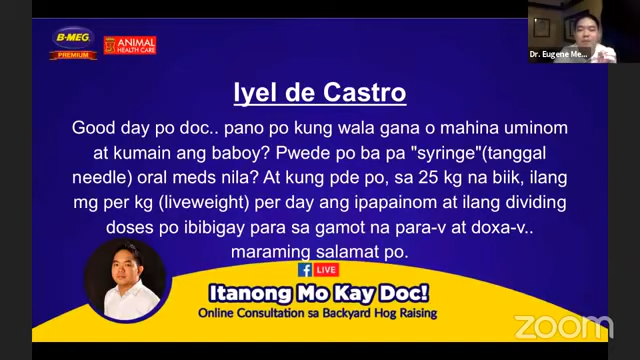 B-MEG
PREMIUM
ANIMAL
HEALTH CARE
Dr. Eugene Me...
Iyel de Castro
Good day po doc.. pano po kung wala gana o mahina uminom
at kumain ang baboy? Pwede po ba pa "syringe"(tanggal
needle) oral meds nila? At kung pde po, sa 25 kg na biik, ilang
mg per kg (liveweight) per day ang ipapainom at ilang dividing
doses po ibibigay para sa gamot na para-v at doxa-v..
maraming salamat po.
f LIVE
Itanong Mo Kay Doc!
Online Consultation sa Backyard Hog Raising
zoom